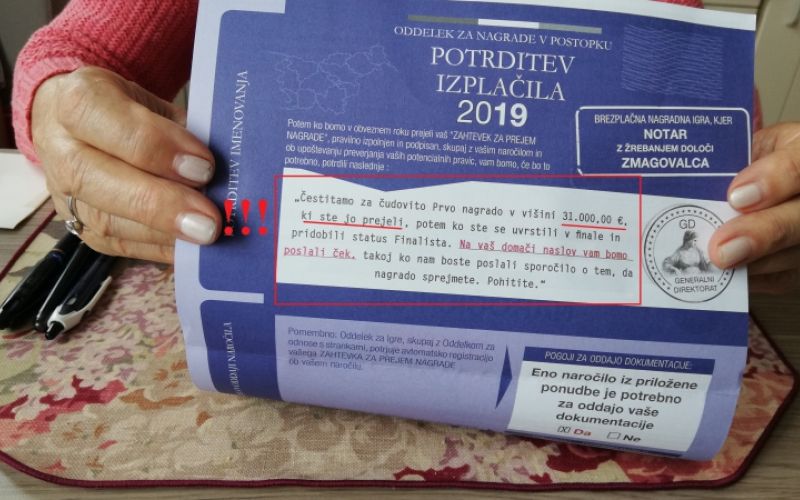 ODDELEK ZA NAGRADE V POSTOPKU
POTRDITEV
IZPLAČILA
2019
Potem ko bomo v obveznem roku prejeli vaš "ZAHTEVEK ZA PREJEM
NAGRADE", pravilno izpolnjen in podpisan, skupaj z vašim naročilom in
ob upoštevanju preverjanja vaših potencialnih pravic, vam bomo, če bo to
potrebno, potrdili naslednje :
BREZPLAČNA NAGRADNA IGRA, KJER
NOTAR
Z ŽREBANJEM DOLOČI
ZMAGOVALCA
POTRDITEV IMENOVANJA
!!!
„Čestitamo za čudovito Prvo nagrado v višini 31.000,00 €,
ki ste jo prejeli, potem ko ste se uvrstili v finale in
pridobili status Finalista. Na vaš domači naslov vam bomo
poslali ček, takoj ko nam boste poslali sporočilo o tem, da
nagrado sprejmete. Pohitite.“
GD
GENERALNI
DIREKTORAT
ODDAJI NAROČILA
Pomembno: Oddelek za Igre, skupaj z Oddelkom za
odnose s strankami, potrjuje avtomatsko registracijo
vašega ZAHTEVKA ZA PREJEM NAGRADE
ob vašem naročilu.
POGOJI ZA ODDAJO DOKUMENTACIJE:
Eno naročilo iz priložene
ponudbe je potrebno
za oddajo vaše
dokumentacije
☒ Da ☐ Ne